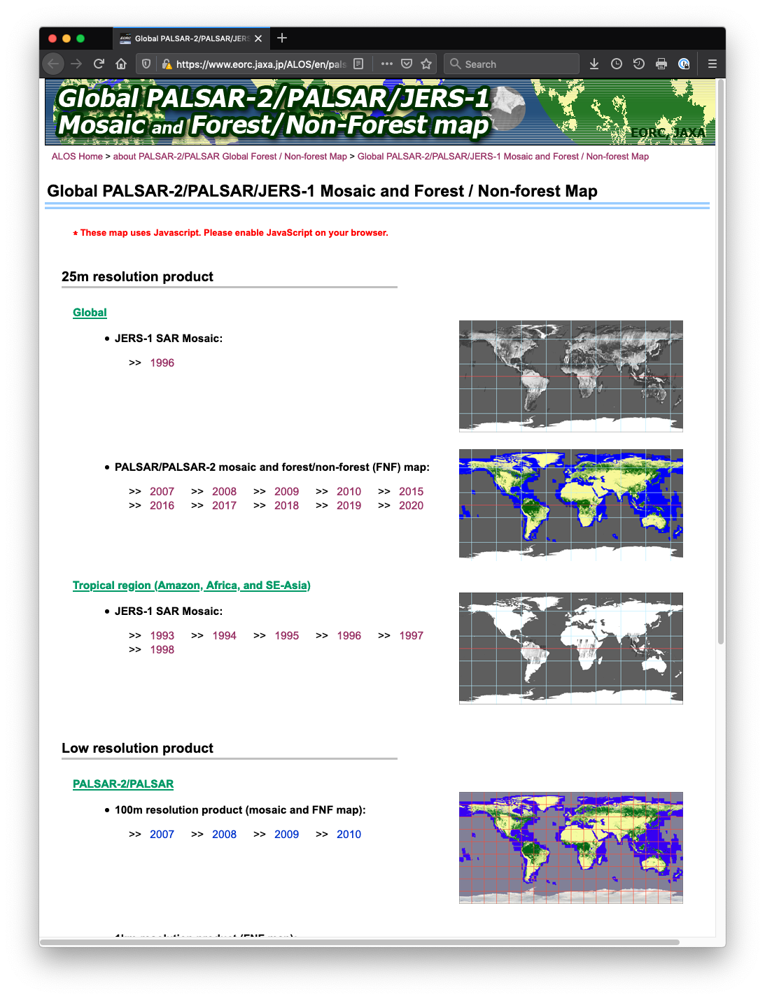 Global PALSAR-2/PALSAR/JERS
https://www.eorc.jaxa.jp/ALOS/en/pals
Search
Global PALSAR-2/PALSAR/JERS-1
Mosaic and Forest/Non-Forest map
EORC, JAXA
ALOS Home > about PALSAR-2/PALSAR Global Forest / Non-forest Map > Global PALSAR-2/PALSAR/JERS-1 Mosaic and Forest / Non-forest Map
Global PALSAR-2/PALSAR/JERS-1 Mosaic and Forest / Non-forest Map
* These map uses Javascript. Please enable JavaScript on your browser.
25m resolution product
Global
• JERS-1 SAR Mosaic:
>> 1996
• PALSAR/PALSAR-2 mosaic and forest/non-forest (FNF) map:
>> 2007 >> 2008 >> 2009 >> 2010 >> 2015
>> 2016 >> 2017 >> 2018 >> 2019 >> 2020
Tropical region (Amazon, Africa, and SE-Asia)
• JERS-1 SAR Mosaic:
>> 1993 >> 1994 >> 1995 >> 1996 >> 1997
>> 1998
Low resolution product
PALSAR-2/PALSAR
• 100m resolution product (mosaic and FNF map):
>> 2007 >> 2008 >> 2009 >> 2010